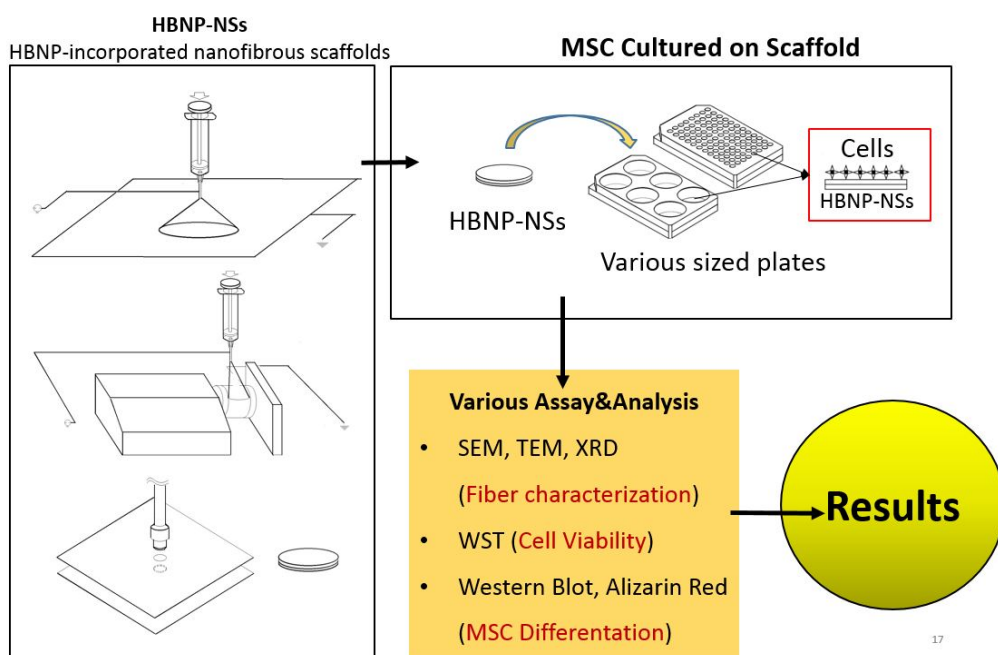 HBNP-NSs
HBNP-incorporated nanofibrous scaffolds
MSC Cultured on Scaffold
HBNP-NSs
Various sized plates
Cells
HBNP-NSs
Various Assay&Analysis
• SEM, TEM, XRD
(Fiber characterization)
• WST (Cell Viability)
• Western Blot, Alizarin Red
(MSC Differentation)
Results
17